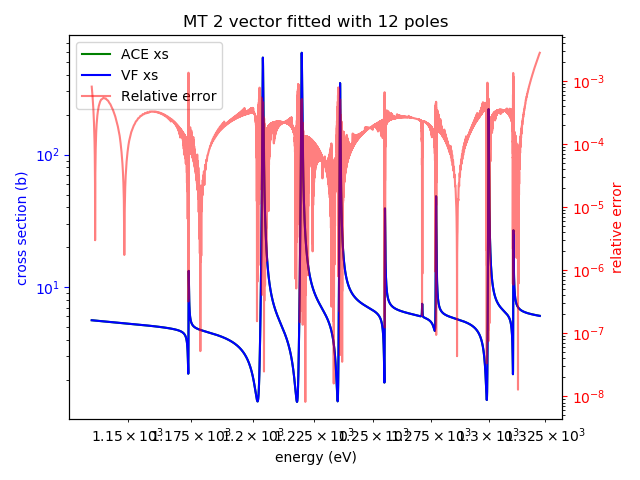 MT 2 vector fitted with 12 poles
ACE xs
VF xs
Relative error
cross section (b)
10²
10¹
relative error
10⁻³
10⁻⁴
10⁻⁵
10⁻⁶
10⁻⁷
10⁻⁸
1.15 × 10³ 1.175 × 10³ 1.2 × 10³ 1.225 × 10³ 1.25 × 10³ 1.275 × 10³ 1.3 × 10³ 1.325 × 10³
energy (eV)